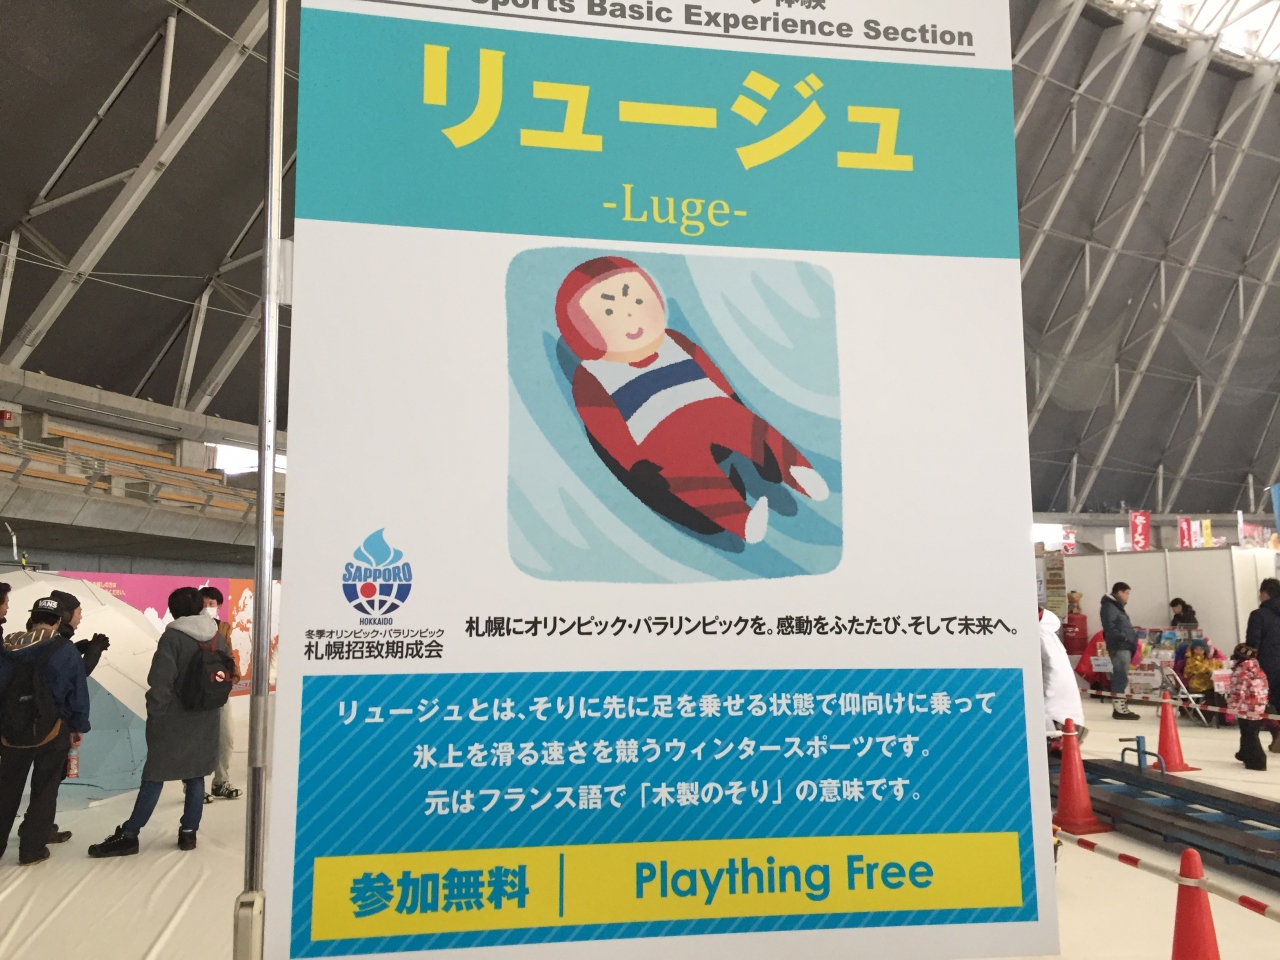 体験
Sports Basic Experience Section
リュージュ
-Luge-
SAPPORO
HOKKAIDO
冬季オリンピック・パラリンピック
札幌招致期成会
札幌にオリンピック・パラリンピックを。感動をふたたび、そして未来へ。
リュージュとは、そりに先に足を乗せる状態で仰向けに乗って
氷上を滑る速さを競うウィンタースポーツです。
元はフランス語で「木製のそり」の意味です。
参加無料
Plaything Free
VANS